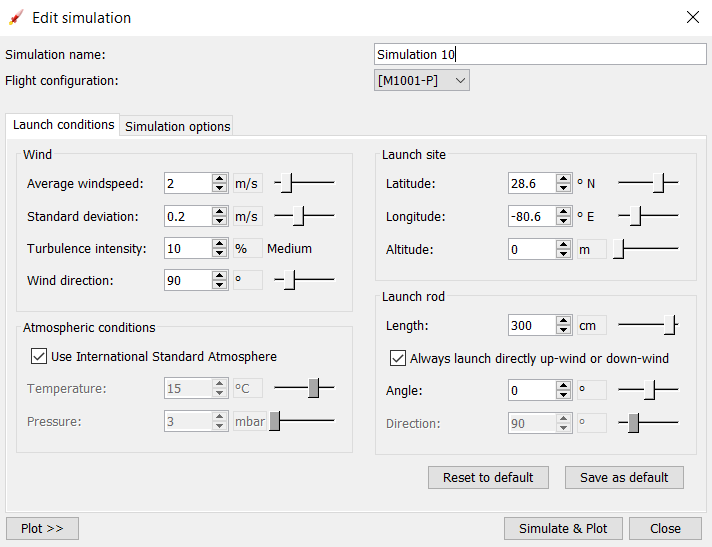 Edit simulation
Simulation name: Simulation 10
Flight configuration: [M1001-P]
Launch conditions Simulation options
Wind
Average windspeed: 2 m/s
Standard deviation: 0.2 m/s
Turbulence intensity: 10 % Medium
Wind direction: 90 °
Atmospheric conditions
Use International Standard Atmosphere
Temperature: 15 °C
Pressure: 3 mbar
Launch site
Latitude: 28.6 ° N
Longitude: -80.6 ° E
Altitude: 0 m
Launch rod
Length: 300 cm
Always launch directly up-wind or down-wind
Angle: 0 °
Direction: 90 °
Reset to default Save as default
Plot >> Simulate & Plot Close